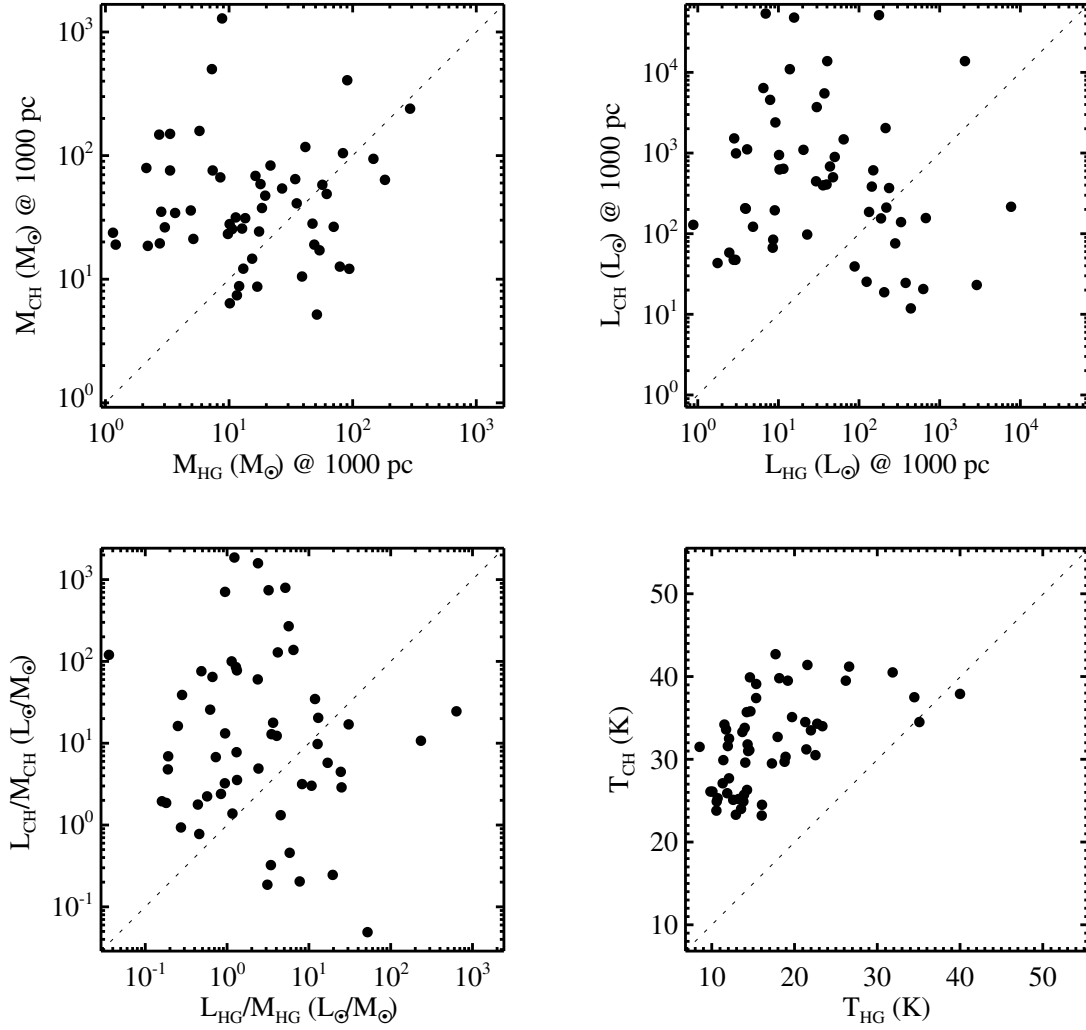 10³
10²
10¹
10⁰
M_CH (M_⊙) @ 1000 pc
10⁰ 10¹ 10² 10³
M_HG (M_⊙) @ 1000 pc
10⁴
10³
10²
10¹
10⁰
L_CH (L_⊙) @ 1000 pc
10⁰ 10¹ 10² 10³ 10⁴
L_HG (L_⊙) @ 1000 pc
10³
10²
10¹
10⁰
10⁻¹
L_CH/M_CH (L_⊙/M_⊙)
10⁻¹ 10⁰ 10¹ 10² 10³
L_HG/M_HG (L_⊙/M_⊙)
50
40
30
20
10
T_CH (K)
10 20 30 40 50
T_HG (K)